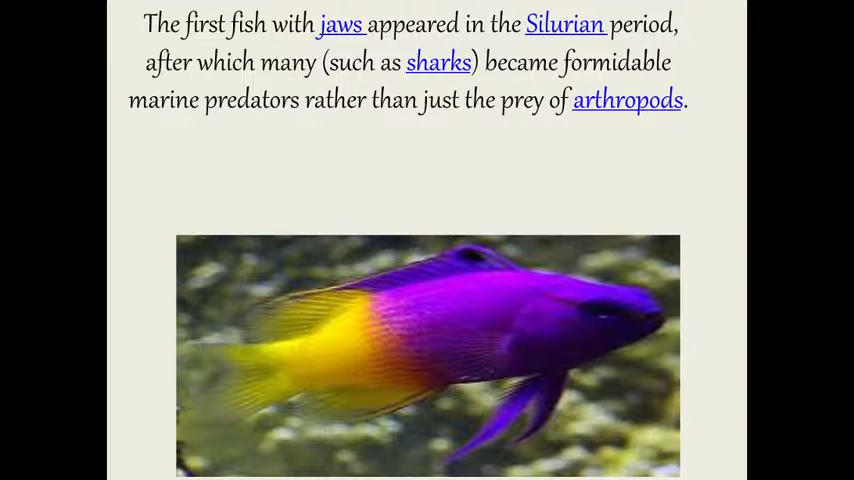 The first fish with jaws appeared in the Silurian period,
after which many (such as sharks) became formidable
marine predators rather than just the prey of arthropods.